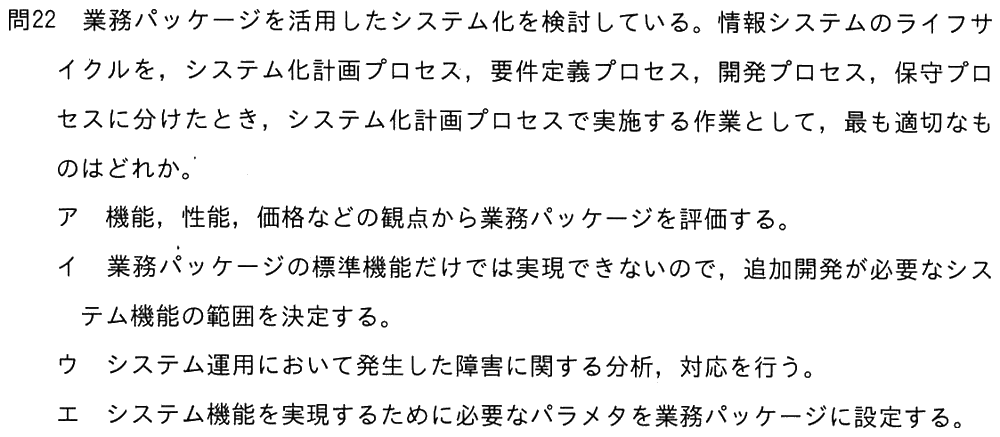 問22 業務パッケージを活用したシステム化を検討している。情報システムのライフサ
イクルを，システム化計画プロセス，要件定義プロセス，開発プロセス，保守プロ
セスに分けたとき，システム化計画プロセスで実施する作業として，最も適切なも
のはどれか。
ア 機能，性能，価格などの観点から業務パッケージを評価する。
イ 業務パッケージの標準機能だけでは実現できないので，追加開発が必要なシス
テム機能の範囲を決定する。
ウ システム運用において発生した障害に関する分析，対応を行う。
エ システム機能を実現するために必要なパラメタを業務パッケージに設定する。